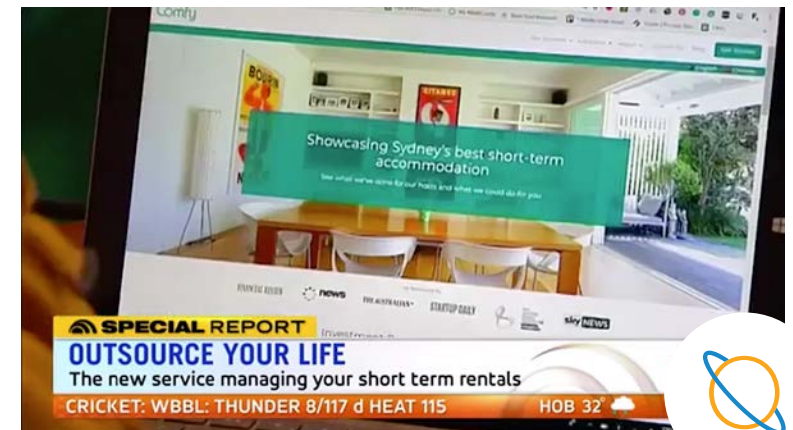 Comfy
Showcasing Sydney's best short-term
accommodation
See what we've done for our hosts and what we could do for you
FINANCIAL REVIEW
news
THE AUSTRALIAN
STARTUP DAILY
sky NEWS
SPECIAL REPORT
OUTSOURCE YOUR LIFE
The new service managing your short term rentals
CRICKET: WBBL: THUNDER 8/117 d HEAT 115
HOB 32°